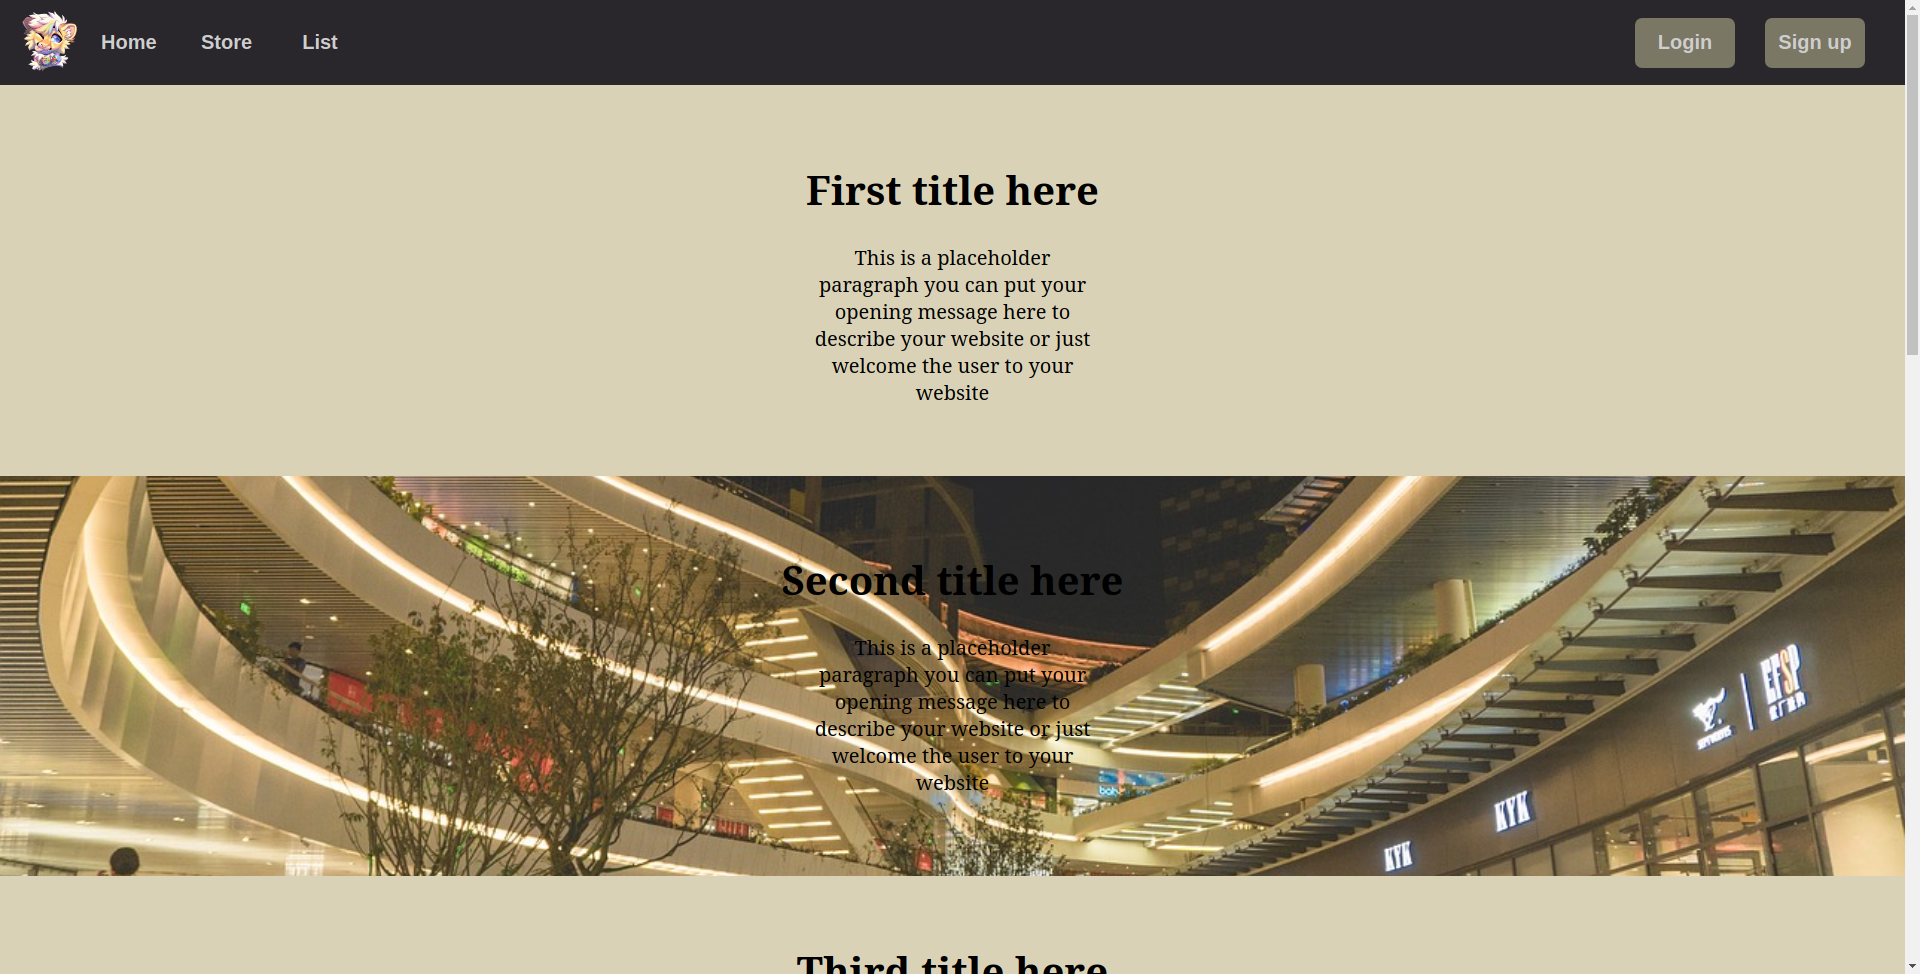 Home Store List Login Sign up
First title here
This is a placeholder
paragraph you can put your
opening message here to
describe your website or just
welcome the user to your
website
Second title here
This is a placeholder
paragraph you can put your
opening message here to
describe your website or just
welcome the user to your
website
EFSP
KYK
KYK
Third title here